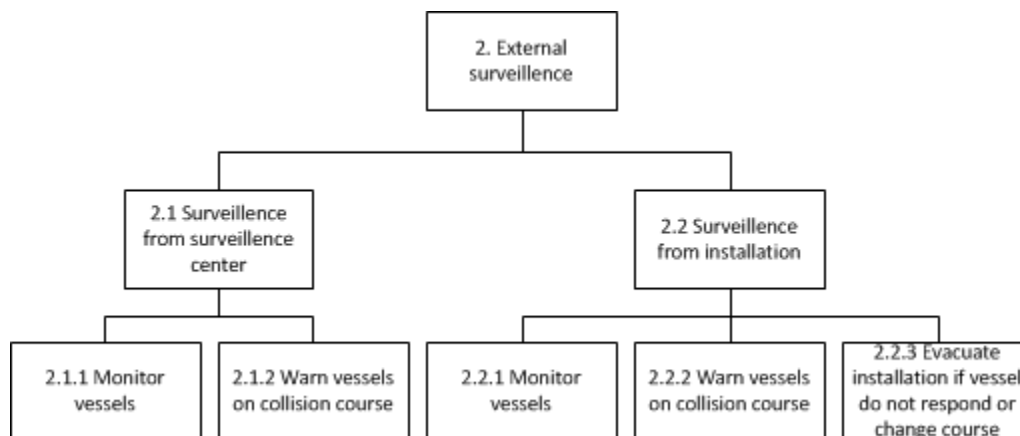 2. External
surveillence
2.1 Surveillence
from surveillence
center
2.2 Surveillence
from installation
2.1.1 Monitor
vessels
2.1.2 Warn vessels
on collision course
2.2.1 Monitor
vessels
2.2.2 Warn vessels
on collision course
2.2.3 Evacuate
installation if vessel
do not respond or
change course